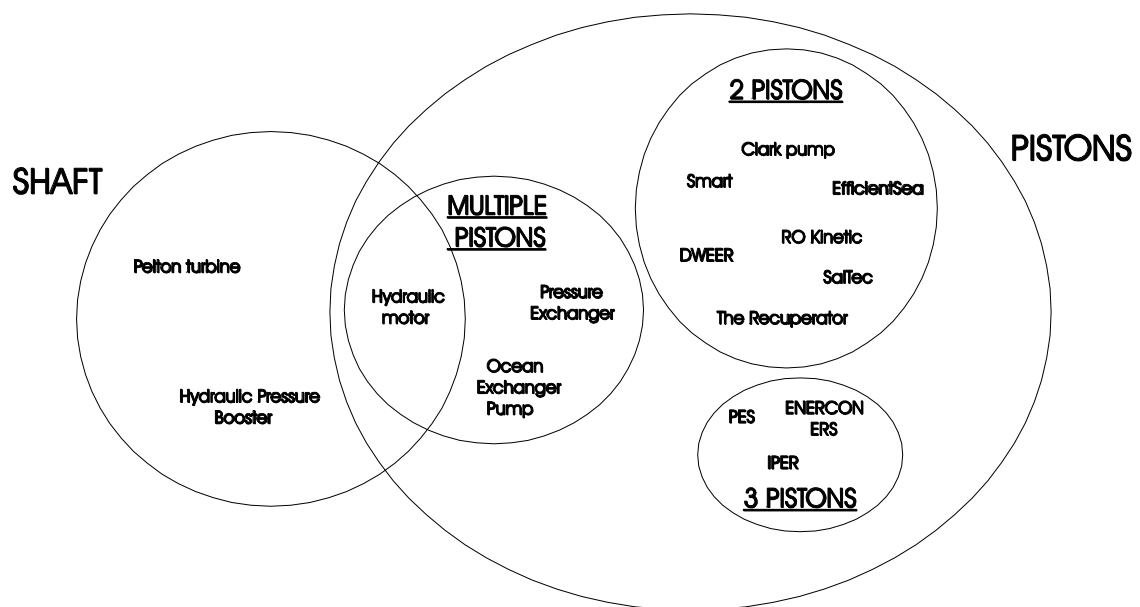 SHAFT
PISTONS
2 PISTONS
Clark pump
Smart
EfficientSea
RO Kinetic
DWEER
SalTec
The Recuperator
MULTIPLE
PISTONS
Pelton turbine
Hydraulic
motor
Pressure
Exchanger
Ocean
Exchanger
Pump
Hydraulic Pressure
Booster
PES
ENERCON
ERS
IPER
3 PISTONS